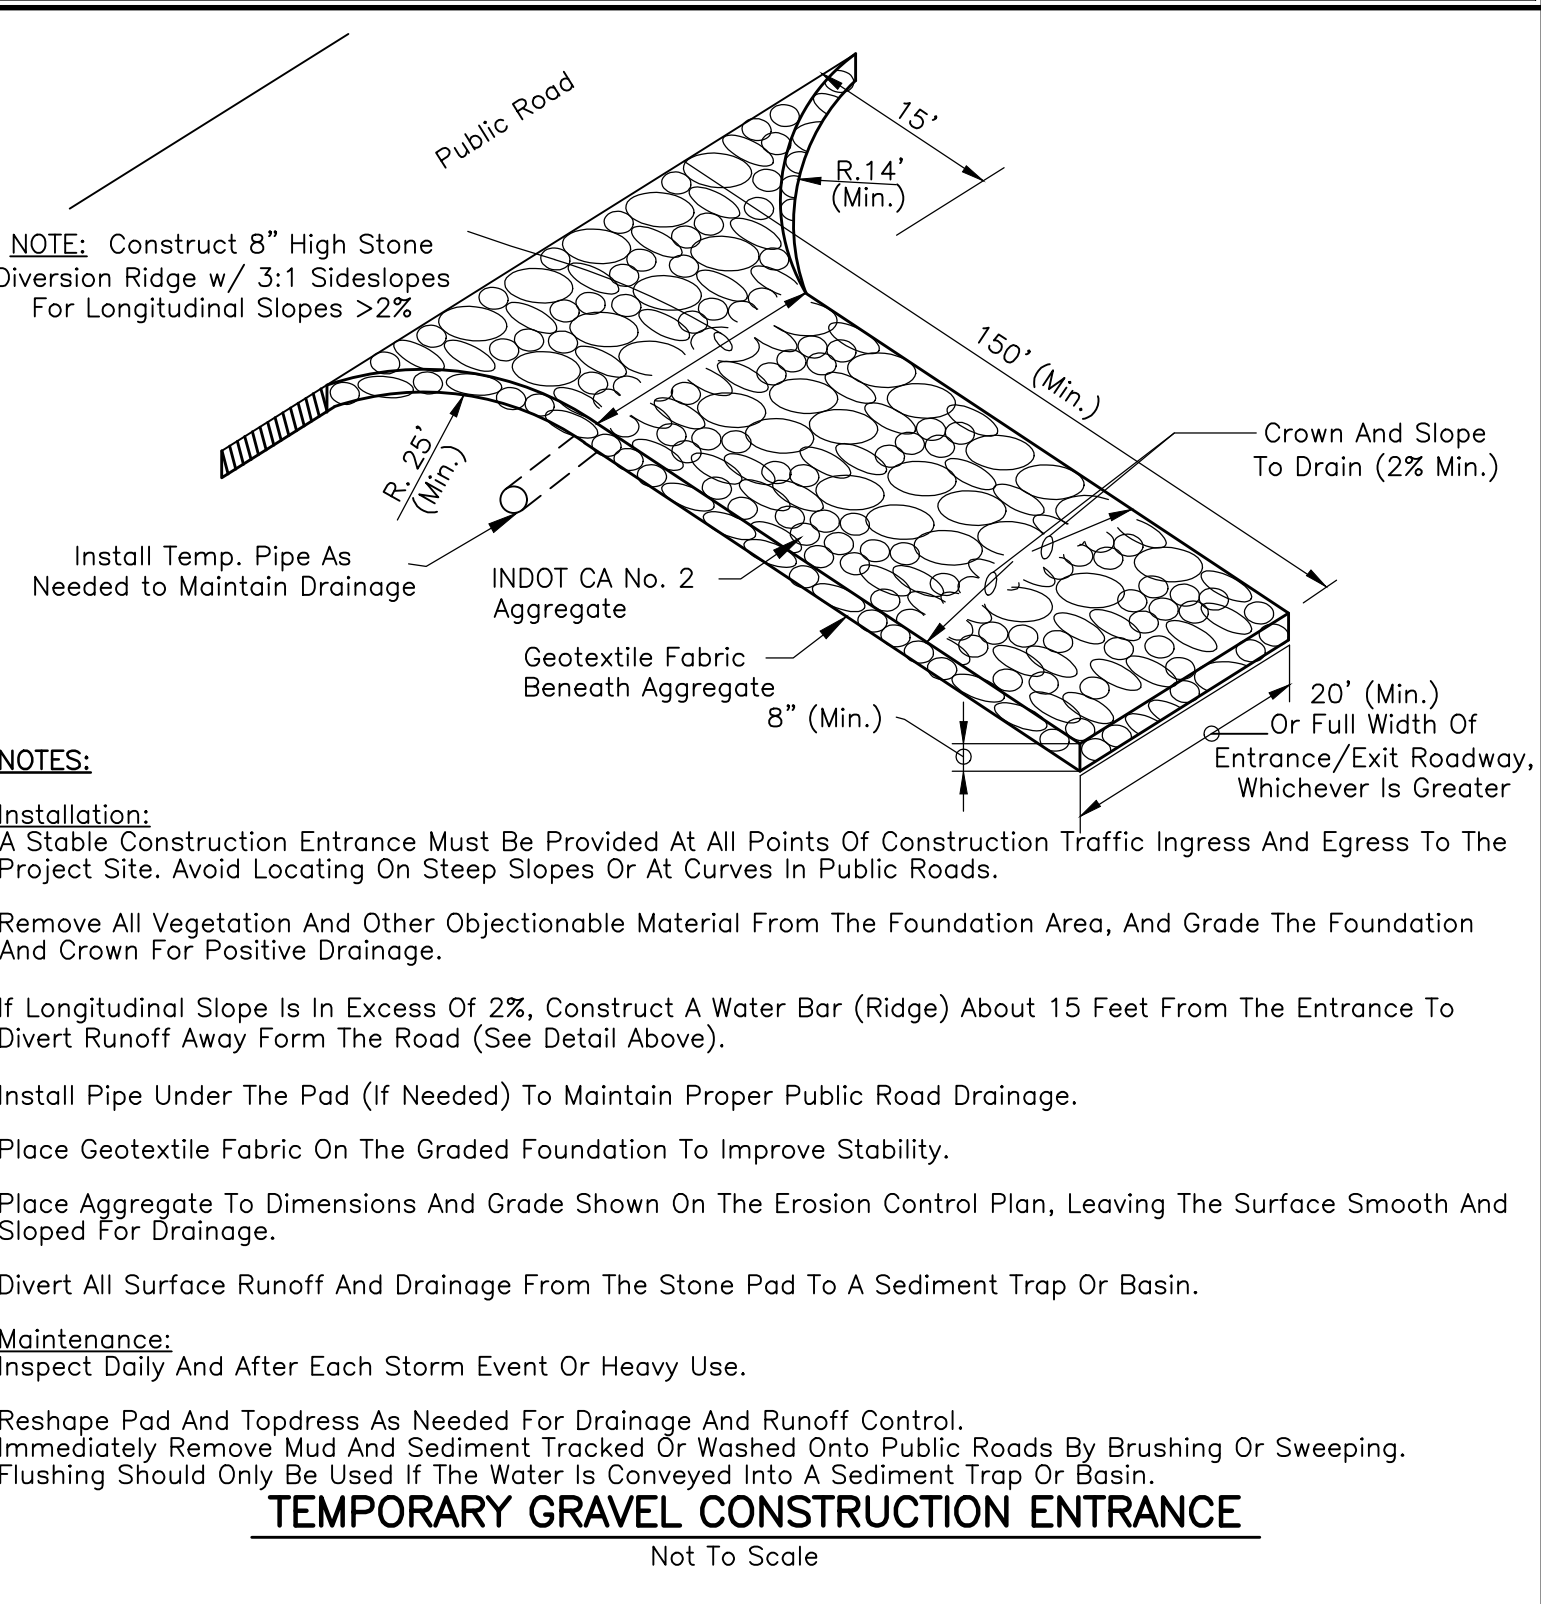 Public Road
15'
R.14'
(Min.)
NOTE: Construct 8" High Stone
Diversion Ridge w/ 3:1 Sideslopes
For Longitudinal Slopes >2%
150' (Min.)
R. 25'
(Min.)
Crown And Slope
To Drain (2% Min.)
Install Temp. Pipe As
Needed to Maintain Drainage
INDOT CA No. 2
Aggregate
Geotextile Fabric
Beneath Aggregate
8" (Min.)
20' (Min.)
Or Full Width Of
Entrance/Exit Roadway,
Whichever Is Greater
NOTES:
Installation:
A Stable Construction Entrance Must Be Provided At All Points Of Construction Traffic Ingress And Egress To The
Project Site. Avoid Locating On Steep Slopes Or At Curves In Public Roads.
Remove All Vegetation And Other Objectionable Material From The Foundation Area, And Grade The Foundation
And Crown For Positive Drainage.
If Longitudinal Slope Is In Excess Of 2%, Construct A Water Bar (Ridge) About 15 Feet From The Entrance To
Divert Runoff Away Form The Road (See Detail Above).
Install Pipe Under The Pad (If Needed) To Maintain Proper Public Road Drainage.
Place Geotextile Fabric On The Graded Foundation To Improve Stability.
Place Aggregate To Dimensions And Grade Shown On The Erosion Control Plan, Leaving The Surface Smooth And
Sloped For Drainage.
Divert All Surface Runoff And Drainage From The Stone Pad To A Sediment Trap Or Basin.
Maintenance:
Inspect Daily And After Each Storm Event Or Heavy Use.
Reshape Pad And Topdress As Needed For Drainage And Runoff Control.
Immediately Remove Mud And Sediment Tracked Or Washed Onto Public Roads By Brushing Or Sweeping.
Flushing Should Only Be Used If The Water Is Conveyed Into A Sediment Trap Or Basin.
TEMPORARY GRAVEL CONSTRUCTION ENTRANCE
Not To Scale